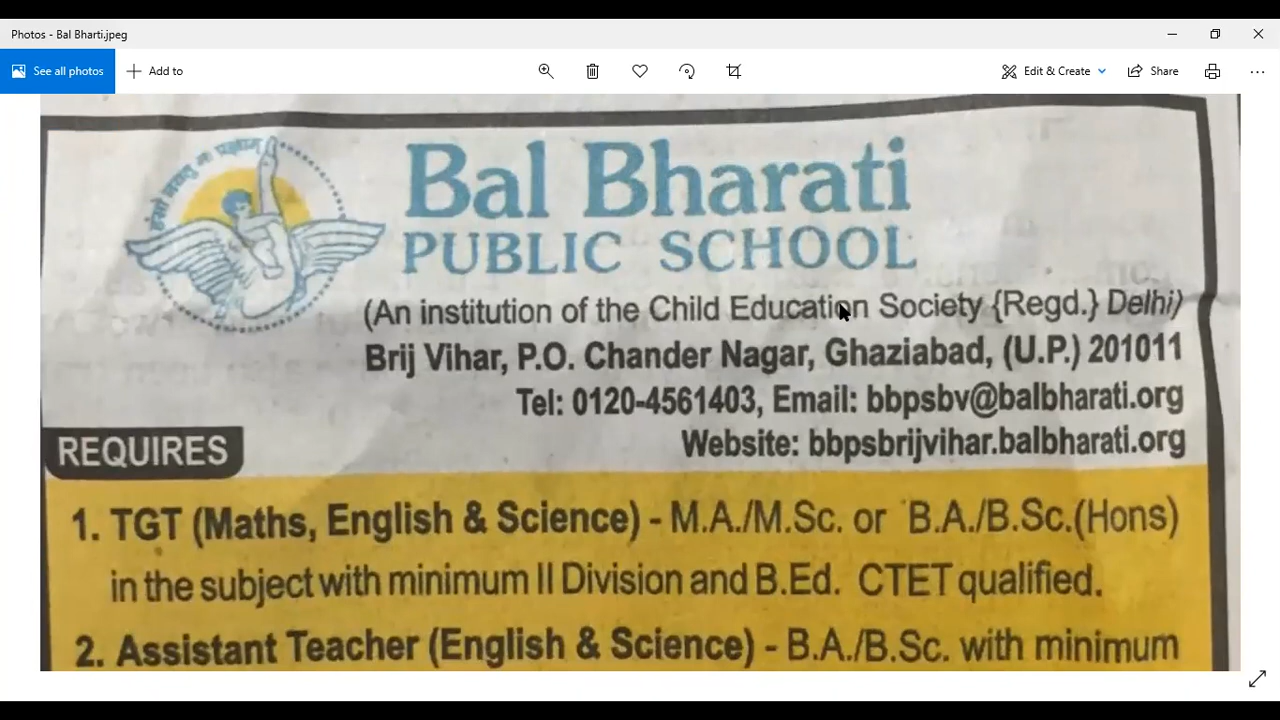 Photos - Bal Bharti.jpeg
See all photos
Add to
Edit & Create
Share
हंसो नयतु नः प्रज्ञाम्
Bal Bharati
PUBLIC SCHOOL
(An institution of the Child Education Society {Regd.} Delhi)
Brij Vihar, P.O. Chander Nagar, Ghaziabad, (U.P.) 201011
Tel: 0120-4561403, Email: bbpsbv@balbharati.org
Website: bbpsbrijvihar.balbharati.org
REQUIRES
1. TGT (Maths, English & Science) - M.A./M.Sc. or B.A./B.Sc.(Hons)
in the subject with minimum II Division and B.Ed. CTET qualified.
2. Assistant Teacher (English & Science) - B.A./B.Sc. with minimum